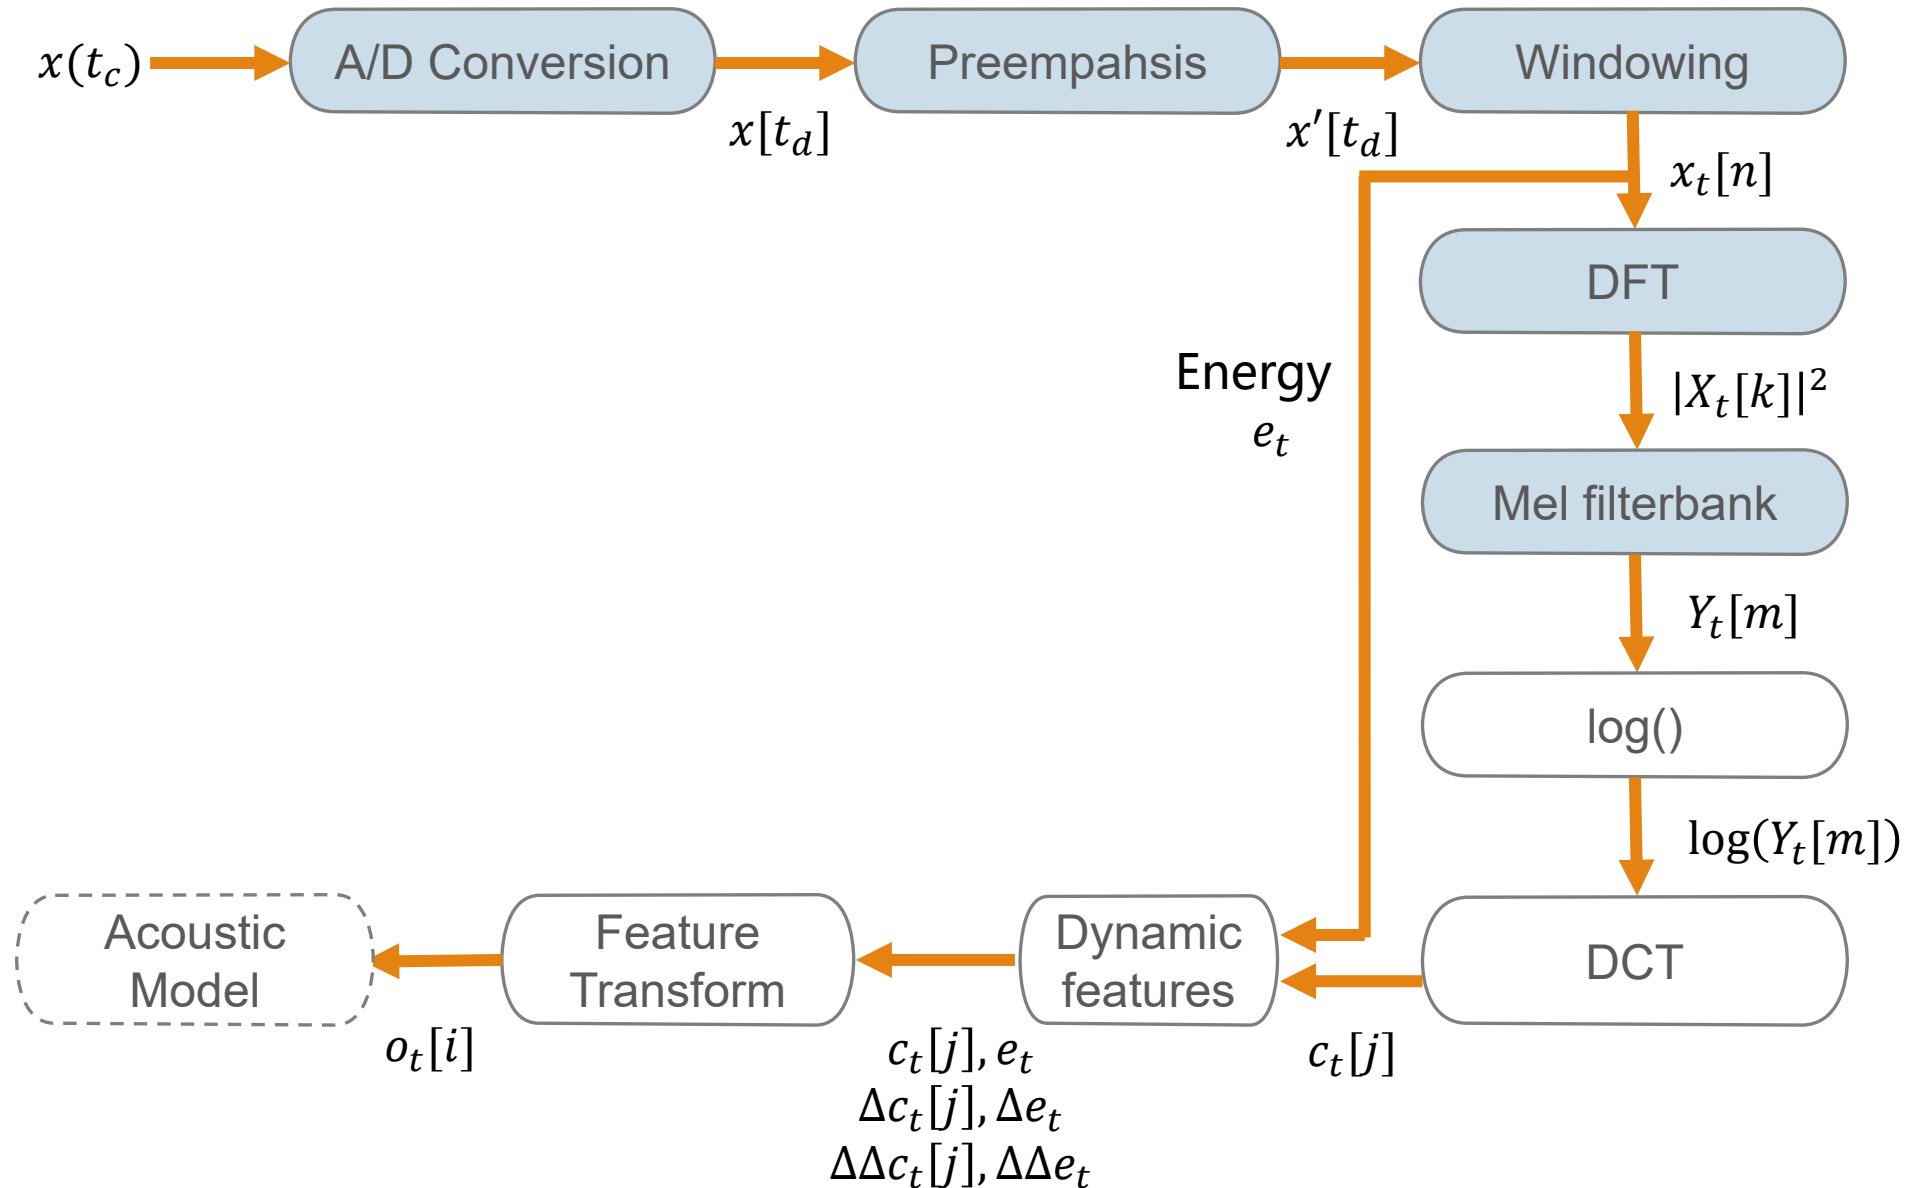 x(t_c)
A/D Conversion
x[t_d]
Preempahsis
x′[t_d]
Windowing
x_t[n]
DFT
Energy
e_t
|X_t[k]|²
Mel filterbank
Y_t[m]
log()
log(Y_t[m])
DCT
c_t[j]
Dynamic
features
c_t[j], e_t
Δc_t[j], Δe_t
ΔΔc_t[j], ΔΔe_t
Feature
Transform
o_t[i]
Acoustic
Model